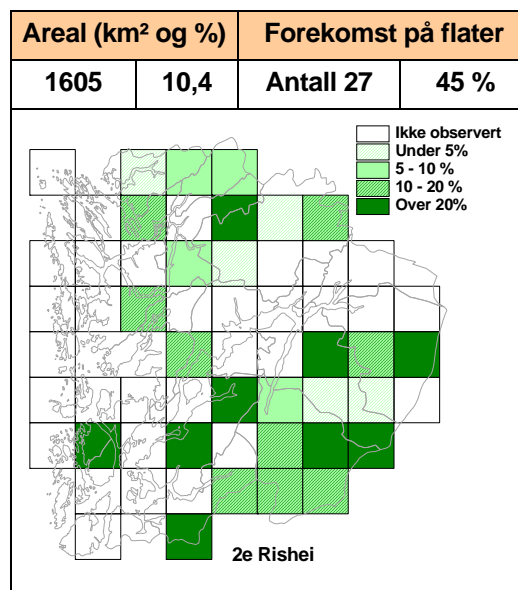 Areal (km² og %) Forekomst på flater
1605 10,4 Antall 27 45 %
Ikke observert
Under 5%
5 - 10 %
10 - 20 %
Over 20%
2e Rishei